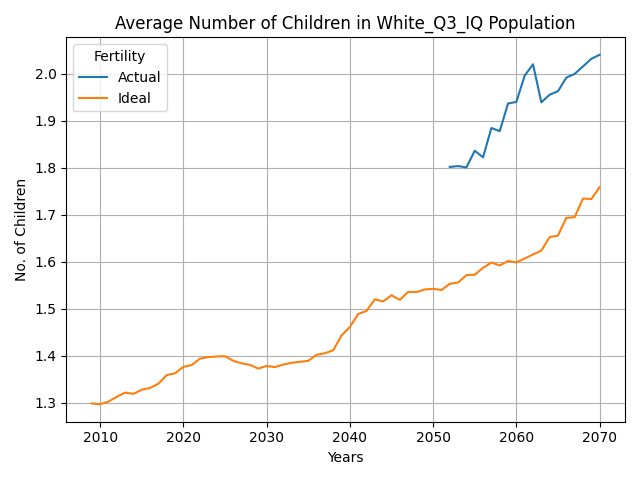 Average Number of Children in White_Q3_IQ Population
Fertility
Actual
Ideal
2.0
1.9
1.8
1.7
1.6
1.5
1.4
1.3
No. of Children
2010 2020 2030 2040 2050 2060 2070
Years